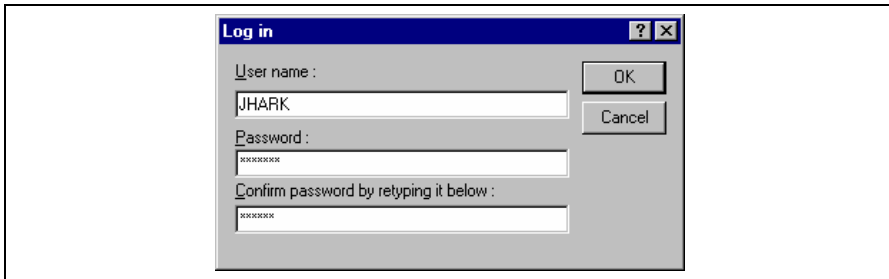 Log in
User name :
OK
JHARK
Cancel
Password :
*******
Confirm password by retyping it below :
******